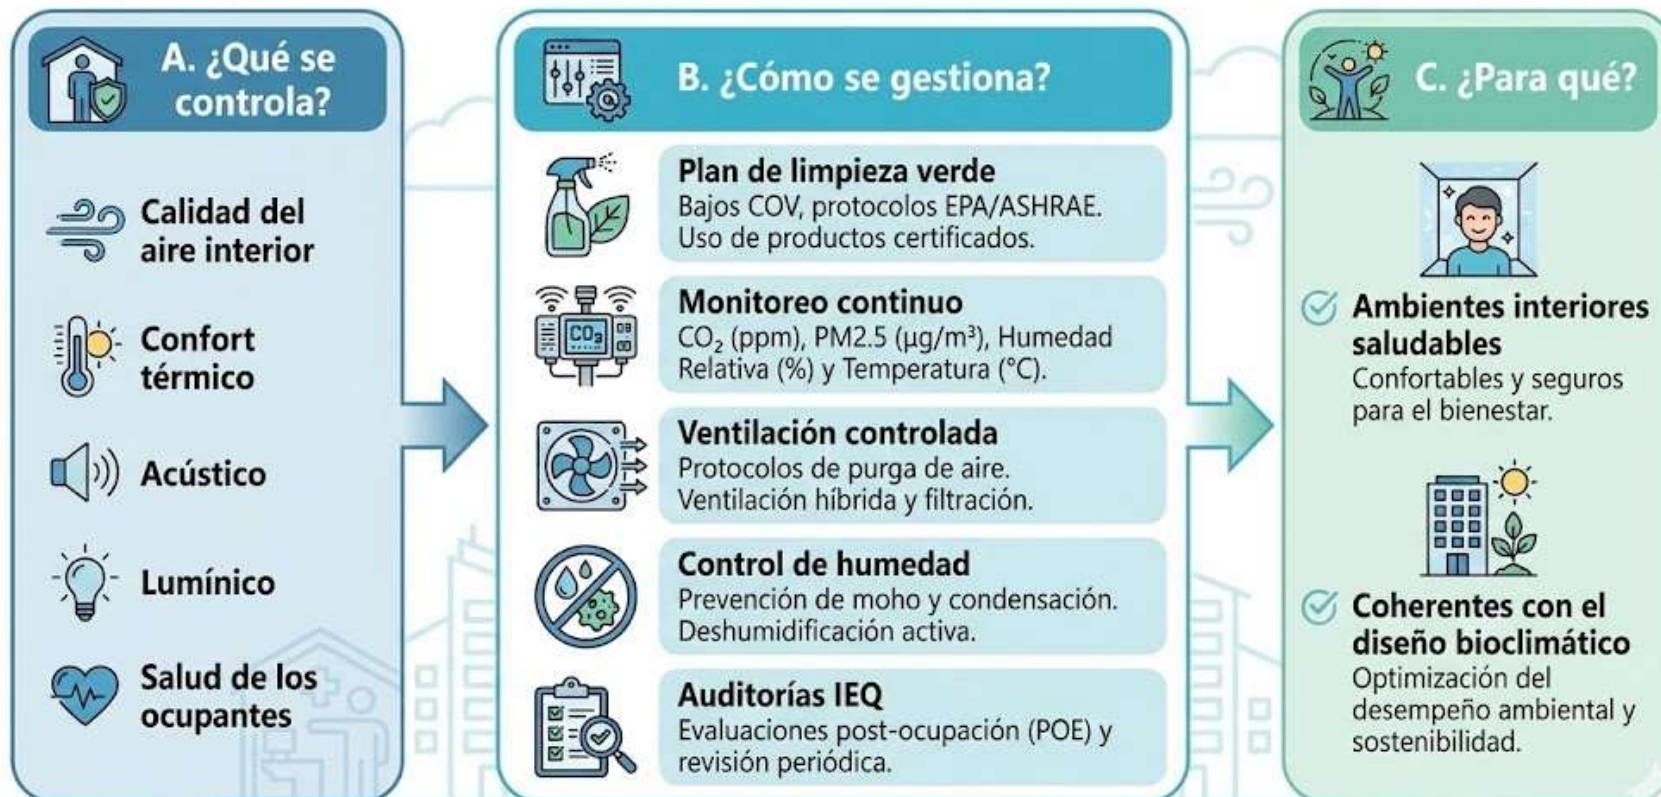 A. ¿Qué se
controla?
Calidad del
aire interior
Confort
térmico
Acústico
Lumínico
Salud de los
ocupantes
B. ¿Cómo se gestiona?
Plan de limpieza verde
Bajos COV, protocolos EPA/ASHRAE.
Uso de productos certificados.
CO₃
Monitoreo continuo
CO₂ (ppm), PM2.5 (µg/m³), Humedad
Relativa (%) y Temperatura (°C).
Ventilación controlada
Protocolos de purga de aire.
Ventilación híbrida y filtración.
Control de humedad
Prevención de moho y condensación.
Deshumidificación activa.
Auditorías IEQ
Evaluaciones post-ocupación (POE) y
revisión periódica.
C. ¿Para qué?
Ambientes interiores
saludables
Confortables y seguros
para el bienestar.
Coherentes con el
diseño bioclimático
Optimización del
desempeño ambiental y
sostenibilidad.